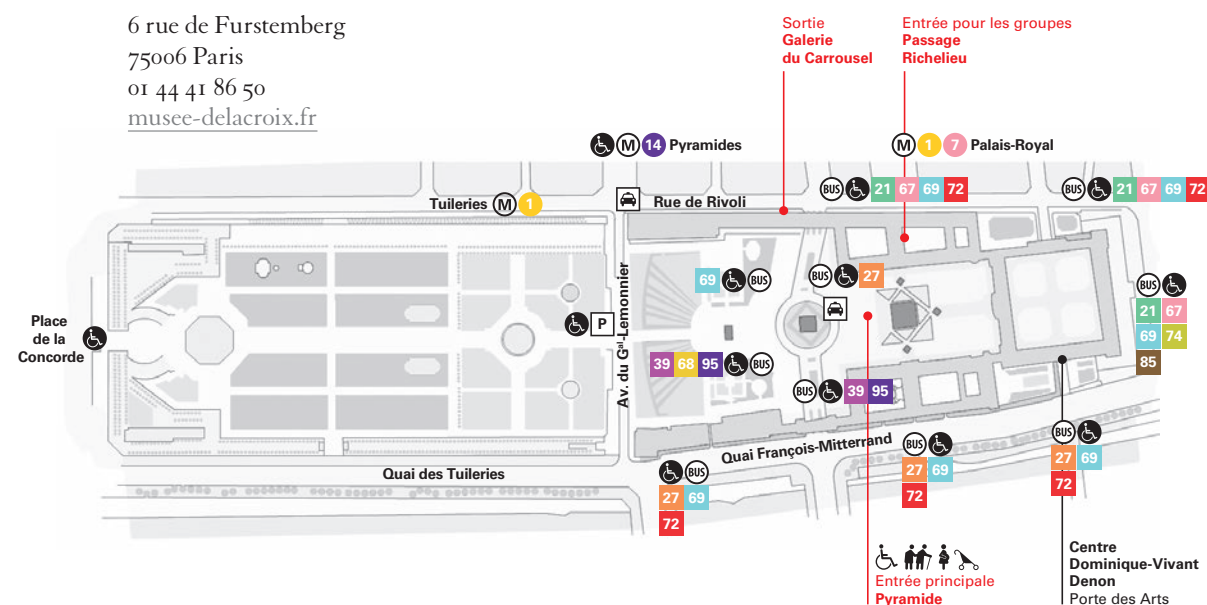 6 rue de Furstemberg
75006 Paris
01 44 41 86 50
musee-delacroix.fr
Sortie
Galerie
du Carrousel
Entrée pour les groupes
Passage
Richelieu
M 14 Pyramides
M 1 7 Palais-Royal
BUS 21 67 69 72
BUS 21 67 69 72
Tuileries M 1
Rue de Rivoli
69 BUS
BUS 27
BUS
21 67
69 74
85
Place
de la
Concorde
P
Av. du Gal-Lemonnier
39 68 95 BUS
BUS 39 95
Quai François-Mitterrand
Quai des Tuileries
BUS
27 69
72
BUS
27 69
72
BUS
27 69
72
Entrée principale
Pyramide
Centre
Dominique-Vivant
Denon
Porte des Arts